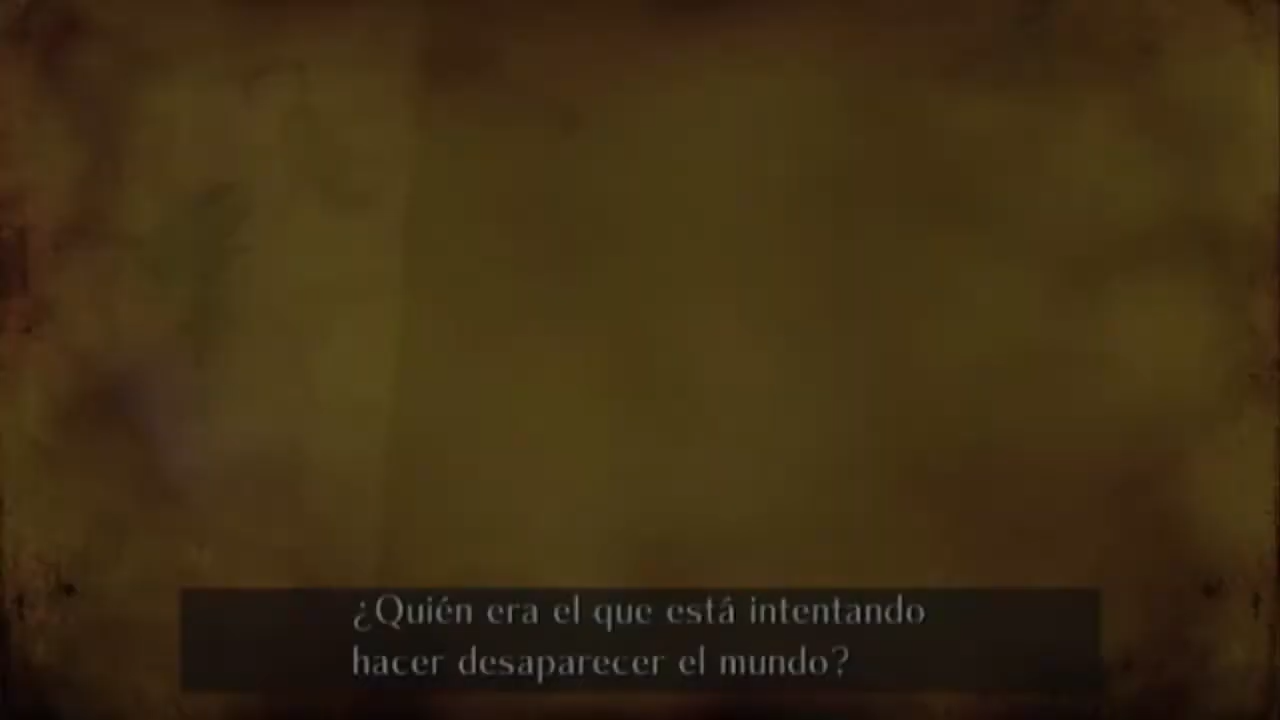 ¿Quién era el que está intentando
hacer desaparecer el mundo?